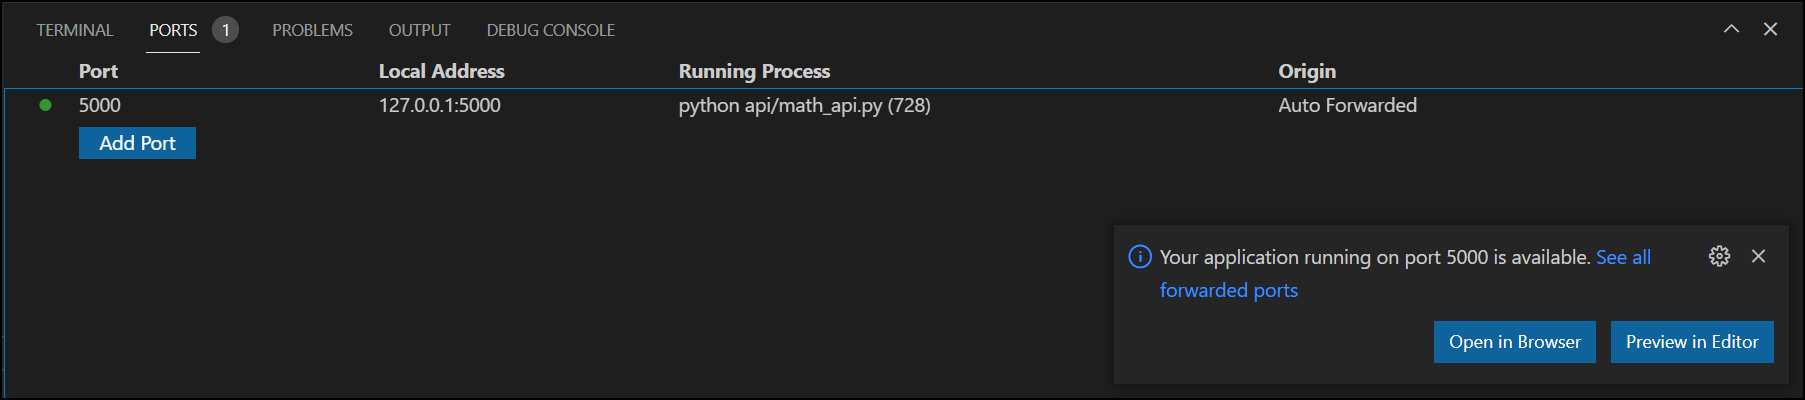 TERMINAL PORTS 1 PROBLEMS OUTPUT DEBUG CONSOLE
Port Local Address Running Process Origin
5000 127.0.0.1:5000 python api/math_api.py (728) Auto Forwarded
Add Port
Your application running on port 5000 is available. See all
forwarded ports
Open in Browser Preview in Editor